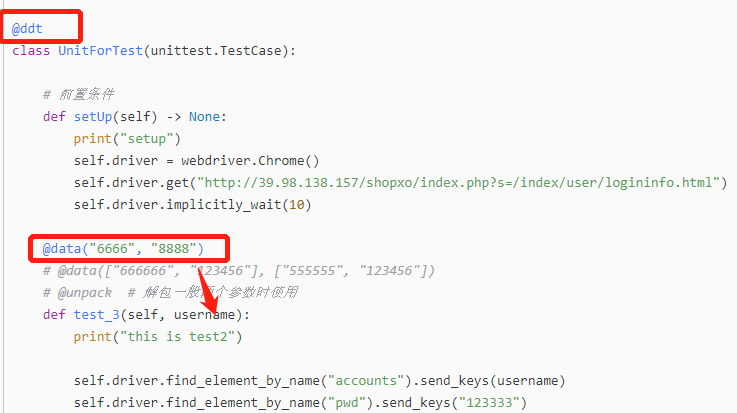 @ddt
class UnitForTest(unittest.TestCase):
# 前置条件
def setUp(self) -> None:
print("setup")
self.driver = webdriver.Chrome()
self.driver.get("http://39.98.138.157/shopxo/index.php?s=/index/user/logininfo.html")
self.driver.implicitly_wait(10)
@data("6666", "8888")
# @data(["666666", "123456"], ["555555", "123456"])
# @unpack  # 解包一般两个参数时使用
def test_3(self, username):
print("this is test2")
self.driver.find_element_by_name("accounts").send_keys(username)
self.driver.find_element_by_name("pwd").send_keys("123333")